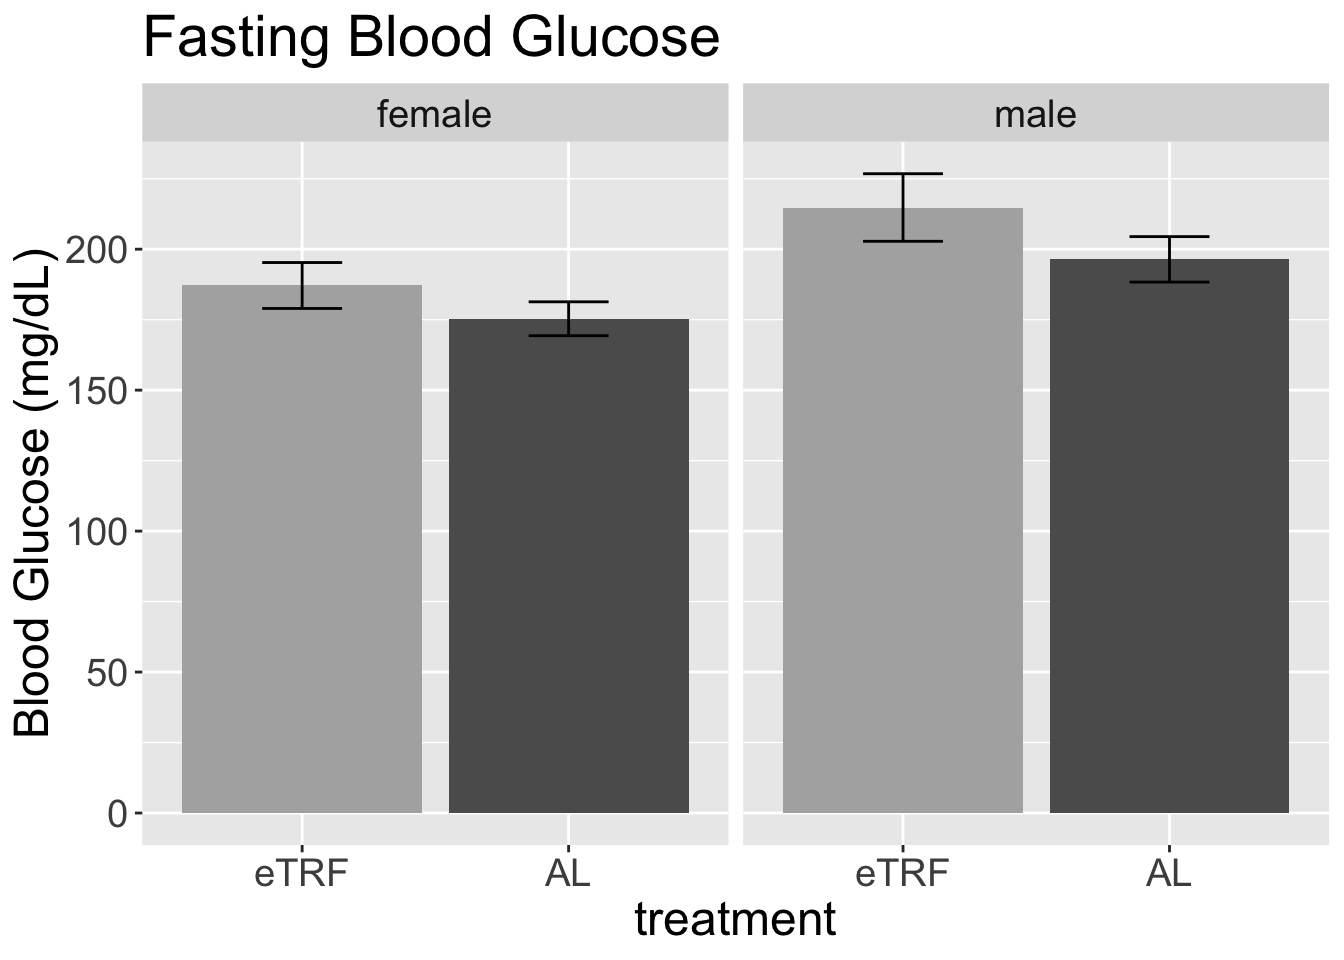 Fasting Blood Glucose
female
male
Blood Glucose (mg/dL)
200
150
100
50
0
eTRF
AL
eTRF
AL
treatment